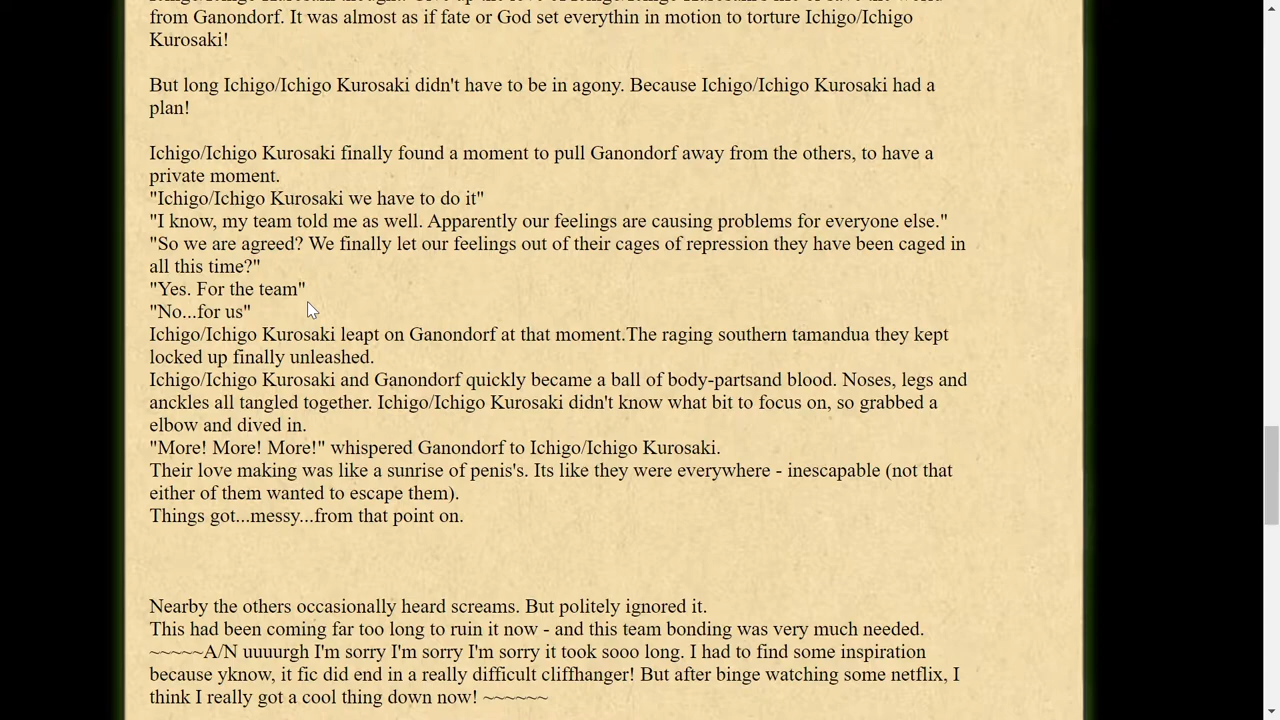 from Ganondorf. It was almost as if fate or God set everythin in motion to torture Ichigo/Ichigo
Kurosaki!
But long Ichigo/Ichigo Kurosaki didn't have to be in agony. Because Ichigo/Ichigo Kurosaki had a
plan!
Ichigo/Ichigo Kurosaki finally found a moment to pull Ganondorf away from the others, to have a
private moment.
"Ichigo/Ichigo Kurosaki we have to do it"
"I know, my team told me as well. Apparently our feelings are causing problems for everyone else."
"So we are agreed? We finally let our feelings out of their cages of repression they have been caged in
all this time?"
"Yes. For the team"
"No...for us"
Ichigo/Ichigo Kurosaki leapt on Ganondorf at that moment.The raging southern tamandua they kept
locked up finally unleashed.
Ichigo/Ichigo Kurosaki and Ganondorf quickly became a ball of body-partsand blood. Noses, legs and
anckles all tangled together. Ichigo/Ichigo Kurosaki didn't know what bit to focus on, so grabbed a
elbow and dived in.
"More! More! More!" whispered Ganondorf to Ichigo/Ichigo Kurosaki.
Their love making was like a sunrise of penis's. Its like they were everywhere - inescapable (not that
either of them wanted to escape them).
Things got...messy...from that point on.
Nearby the others occasionally heard screams. But politely ignored it.
This had been coming far too long to ruin it now - and this team bonding was very much needed.
~~~~~A/N uuuurgh I'm sorry I'm sorry I'm sorry it took sooo long. I had to find some inspiration
because yknow, it fic did end in a really difficult cliffhanger! But after binge watching some netflix, I
think I really got a cool thing down now! ~~~~~~